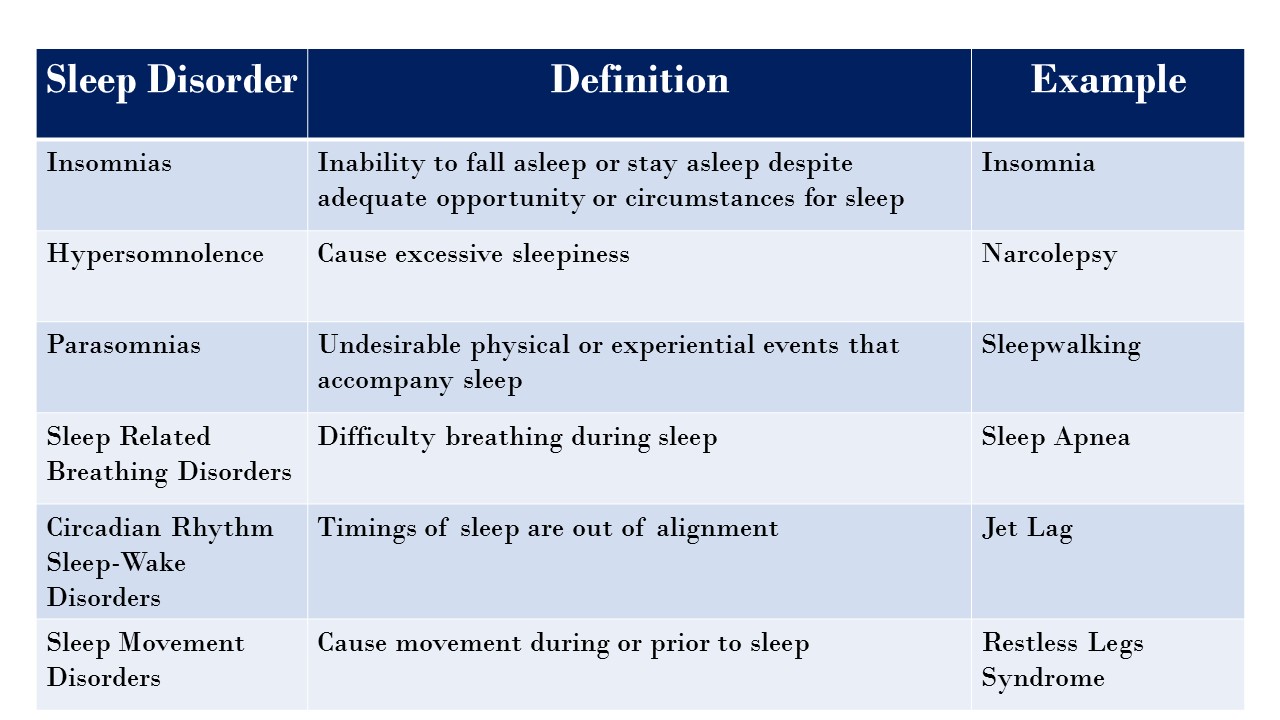 Sleep Disorder Definition Example
Insomnias Inability to fall asleep or stay asleep despite Insomnia
adequate opportunity or circumstances for sleep
Hypersomnolence Cause excessive sleepiness Narcolepsy
Parasomnias Undesirable physical or experiential events that Sleepwalking
accompany sleep
Sleep Related Difficulty breathing during sleep Sleep Apnea
Breathing Disorders
Circadian Rhythm Timings of sleep are out of alignment Jet Lag
Sleep-Wake
Disorders
Sleep Movement Cause movement during or prior to sleep Restless Legs
Disorders Syndrome